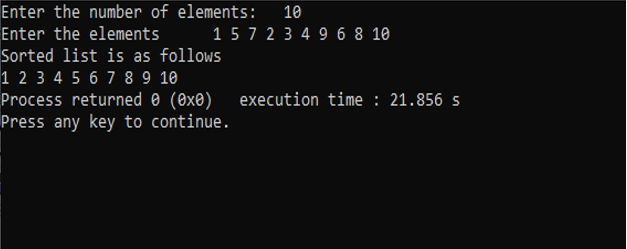 Enter the number of elements:   10
Enter the elements      1 5 7 2 3 4 9 6 8 10
Sorted list is as follows
1 2 3 4 5 6 7 8 9 10
Process returned 0 (0x0)   execution time : 21.856 s
Press any key to continue.